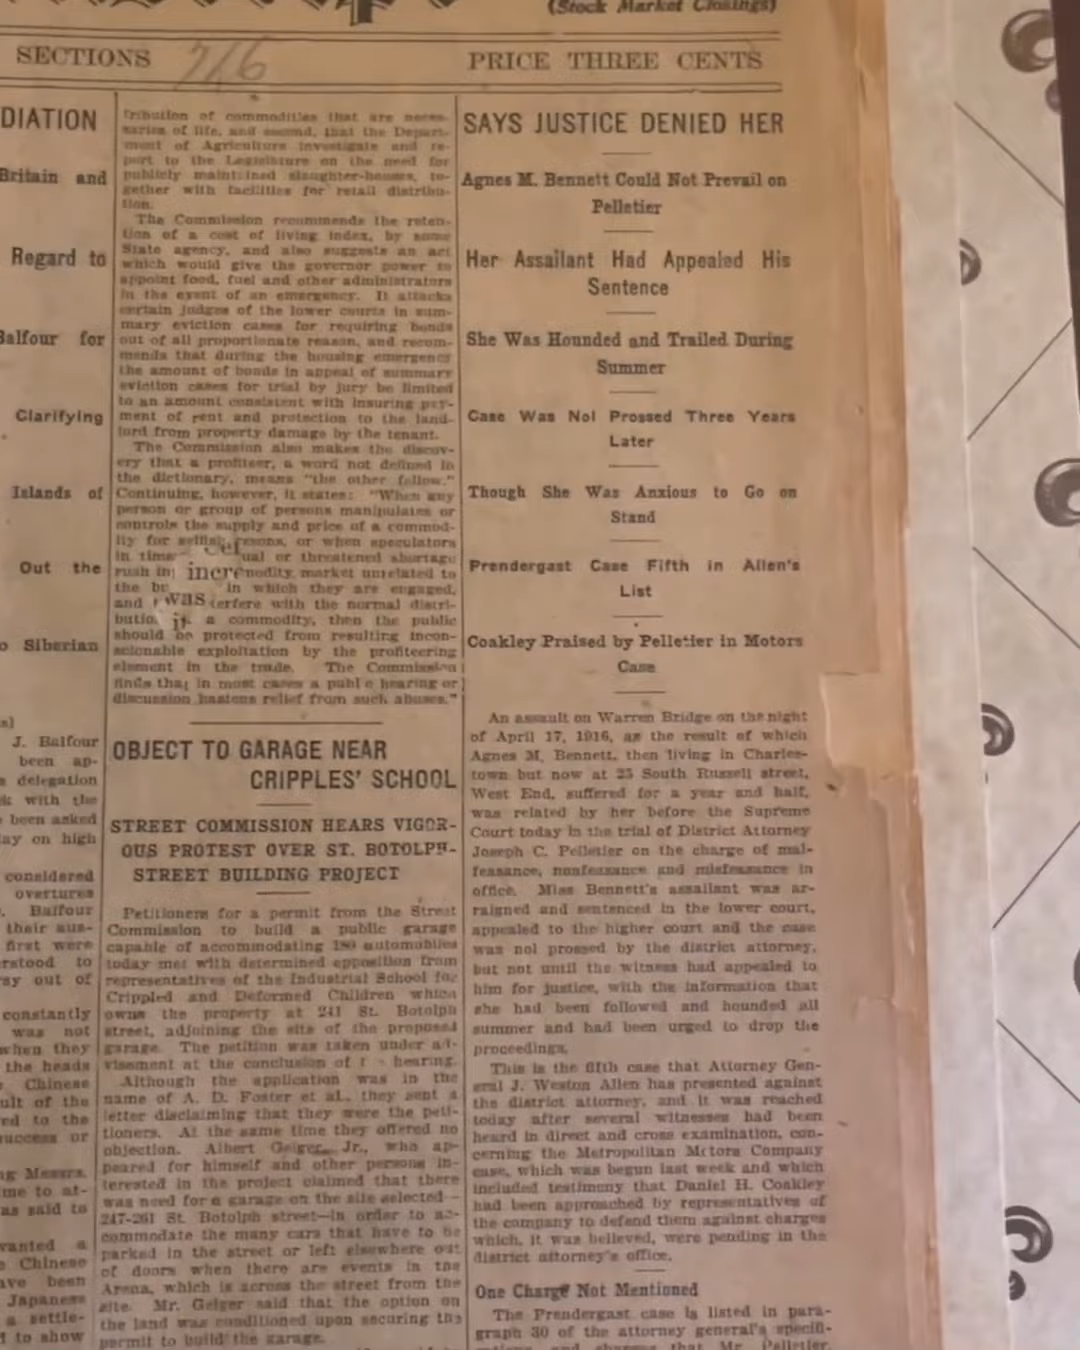 (Stock Market Closings)
SECTIONS
7/6
PRICE THREE CENTS
DIATION
Britain and
Regard to
Balfour for
Clarifying
Islands of
Out the
Siberian
J. Balfour
been ap-
delegation
with the
been asked
ay on high
considered
overtures
Balfour
their aus-
first were
rstood to
ay out of
constantly
was not
when they
the heads
Chinese
ult of the
ed to the
uccess or
ng Messrs.
me to at-
as said to
wanted a
Chinese
ave been
Japanese
a settle-
to show
tribution of commodities that are neces-
saries of life, and second, that the Depart-
ment of Agriculture investigate and re-
port to the Legislature on the need for
publicly maintained slaughter-houses, to-
gether with facilities for retail distribu-
tion.
The Commission recommends the reten-
tion of a cost of living index, by some
State agency, and also suggests an act
which would give the governor power to
appoint food, fuel and other administrators
in the event of an emergency. It attacks
certain judges of the lower courts in sum-
mary eviction cases for requiring bonds
out of all proportionate reason, and recom-
mends that during the housing emergency
the amount of bonds in appeal of summary
eviction cases for trial by jury be limited
to an amount consistent with insuring pay-
ment of rent and protection to the land-
lord from property damage by the tenant.
The Commission also makes the discov-
ery that a profiteer, a word not defined in
the dictionary, means "the other fellow."
Continuing, however, it states: "When any
person or group of persons manipulates or
controls the supply and price of a commod-
ity for selfish or when speculators
in time ual or threatened shortage
rush in incre modity market unrelated to
the in which they are engaged,
and was terfere with the normal distri-
butio it a commodity, then the public
should be protected from resulting incon-
scionable exploitation by the profiteering
element in the trade. The Commission
finds that in most cases a public hearing or
discussion hastens relief from such abuses."
OBJECT TO GARAGE NEAR
CRIPPLES' SCHOOL
STREET COMMISSION HEARS VIGOR-
OUS PROTEST OVER ST. BOTOLPH-
STREET BUILDING PROJECT
Petitioners for a permit from the Street
Commission to build a public garage
capable of accommodating 180 automobiles
today met with determined opposition from
representatives of the Industrial School for
Crippled and Deformed Children which
owns the property at 241 St. Botolph
street, adjoining the site of the proposed
garage. The petition was taken under ad-
visement at the conclusion of hearing.
Although the application was in the
name of A. D. Foster et al., they sent a
letter disclaiming that they were the peti-
tioners. At the same time they offered no
objection. Albert Geiger, Jr., who ap-
peared for himself and other persons in-
terested in the project claimed that there
was need for a garage on the site selected—
247-261 St. Botolph street—in order to ac-
commodate the many cars that have to be
parked in the street or left elsewhere out
of doors when there are events in the
Arena, which is across the street from the
site. Mr. Geiger said that the option on
the land was conditioned upon securing the
permit to build the garage.
SAYS JUSTICE DENIED HER
Agnes M. Bennett Could Not Prevail on
Pelletier
Her Assailant Had Appealed His
Sentence
She Was Hounded and Trailed During
Summer
Case Was Nol Prossed Three Years
Later
Though She Was Anxious to Go on
Stand
Prendergast Case Fifth in Allen's
List
Coakley Praised by Pelletier in Motors
Case
An assault on Warren Bridge on the night
of April 17, 1916, as the result of which
Agnes M. Bennett, then living in Charles-
town but now at 25 South Russell street,
West End, suffered for a year and half,
was related by her before the Supreme
Court today in the trial of District Attorney
Joseph C. Pelletier on the charge of mal-
feasance, nonfeasance and misfeasance in
office. Miss Bennett's assailant was ar-
raigned and sentenced in the lower court,
appealed to the higher court and the case
was nol prossed by the district attorney,
but not until the witness had appealed to
him for justice, with the information that
she had been followed and hounded all
summer and had been urged to drop the
proceedings.
This is the fifth case that Attorney Gen-
eral J. Weston Allen has presented against
the district attorney, and it was reached
today after several witnesses had been
heard in direct and cross examination, con-
cerning the Metropolitan Motors Company
case, which was begun last week and which
included testimony that Daniel H. Coakley
had been approached by representatives of
the company to defend them against charges
which, it was believed, were pending in the
district attorney's office.
One Charge Not Mentioned
The Prendergast case is listed in para-
graph 30 of the attorney general's specifi-
and charges that Mr. Pelletier,